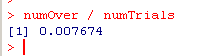 > numOver / numTrials
[1] 0.007674
>